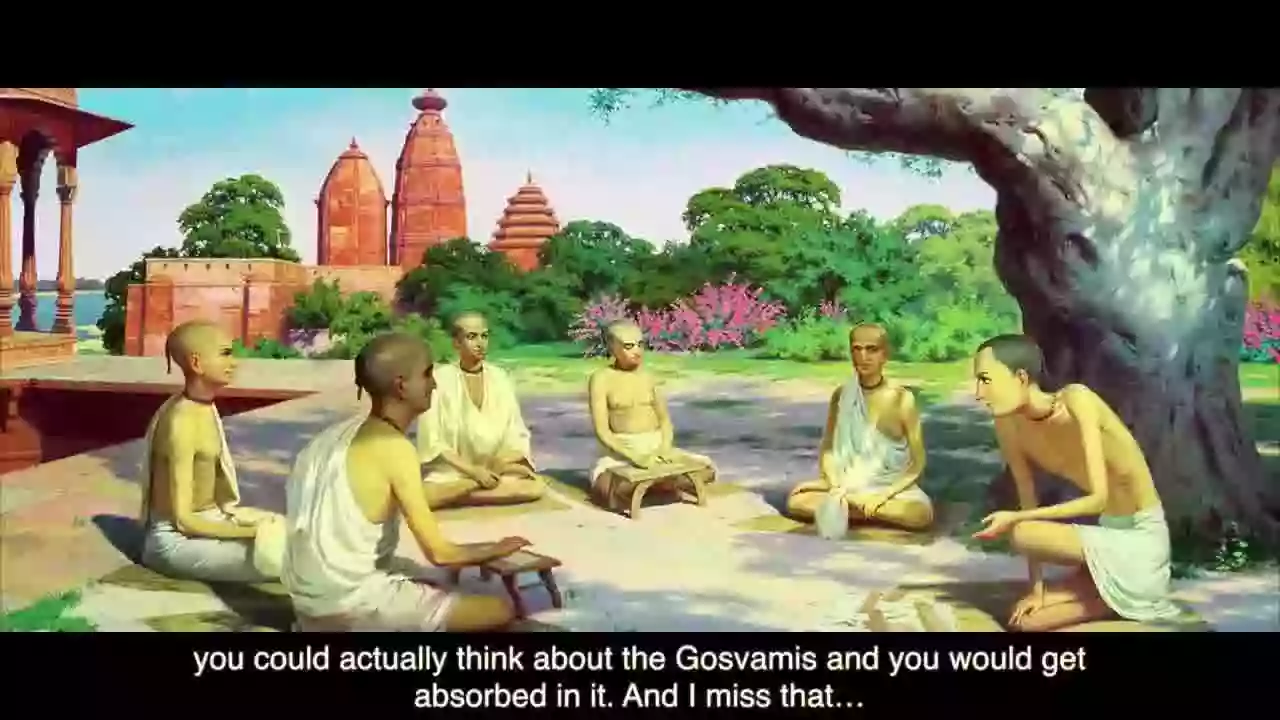 you could actually think about the Gosvamis and you would get
absorbed in it. And I miss that...